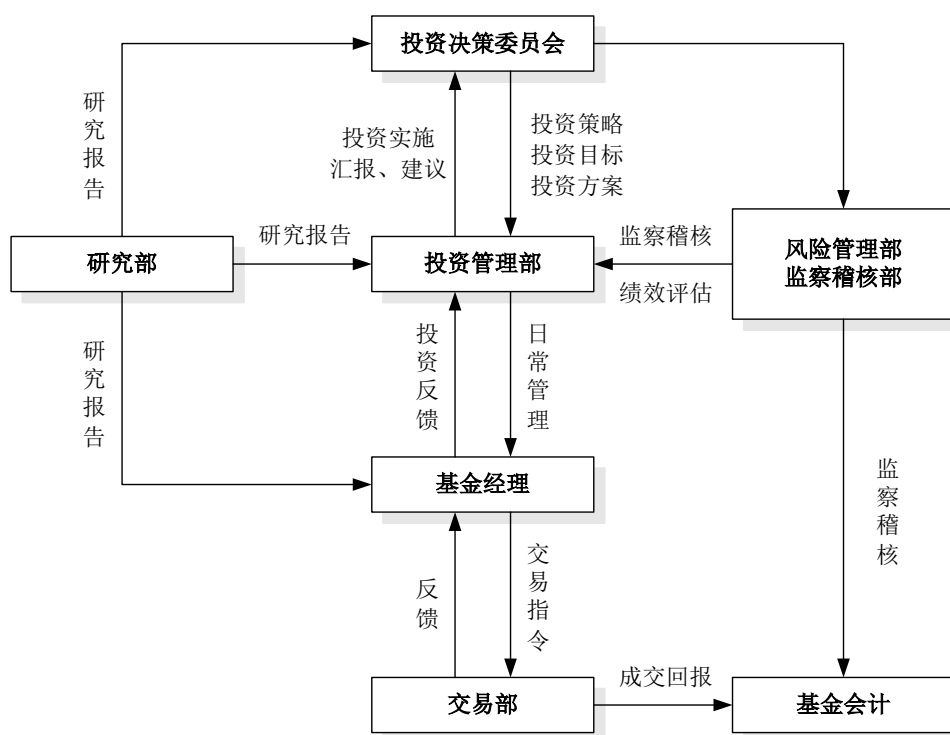 投资决策委员会
研究报告
投资实施
汇报、建议
投资策略
投资目标
投资方案
研究部
研究报告
投资管理部
监察稽核
绩效评估
风险管理部
监察稽核部
研究报告
投资反馈
日常管理
基金经理
监察稽核
反馈
交易指令
交易部
成交回报
基金会计